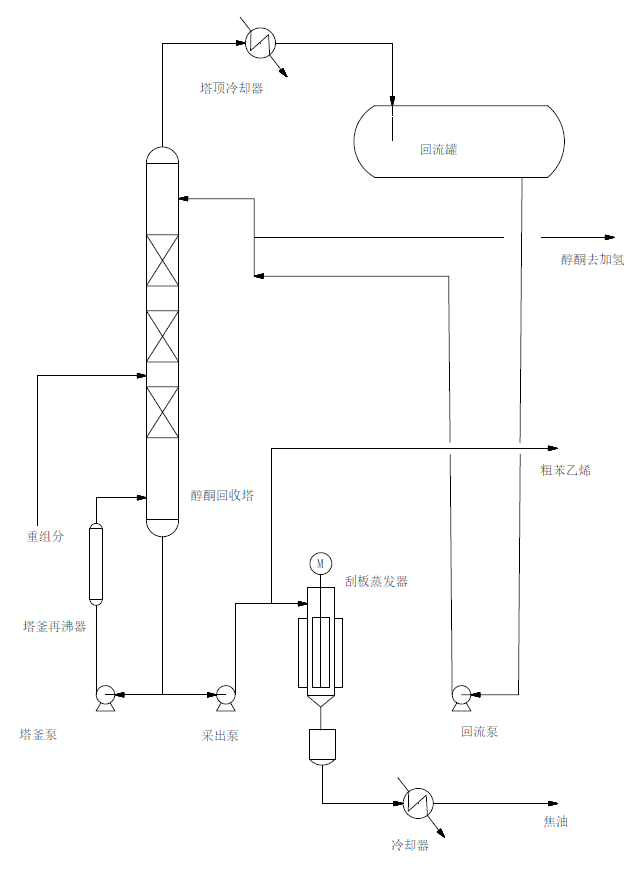 塔顶冷却器
回流罐
醇酮去加氢
粗苯乙烯
醇酮回收塔
重组分
M
刮板蒸发器
塔釜再沸器
塔釜泵
采出泵
回流泵
焦油
冷却器